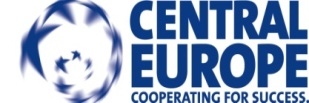 CENTRAL
EUROPE
COOPERATING FOR SUCCESS.